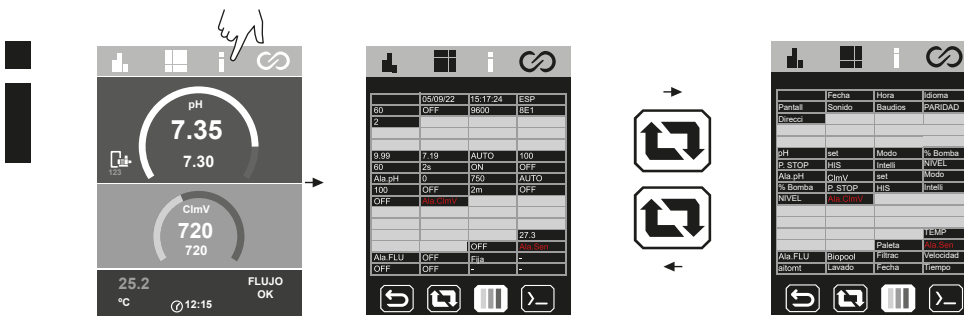 pH
7.35
7.30
123
ClmV
720
720
25.2
ºC
12:15
FLUJO
OK
05/09/22 15:17:24 ESP
60 OFF 9600 8E1
2
9.99 7.19 AUTO 100
60 2s ON OFF
Ala.pH 0 750 AUTO
100 OFF 2m OFF
OFF Ala.ClmV
27.3
OFF Ala.Sen
Ala.FLU OFF Fija -
OFF OFF - -
Fecha Hora Idioma
Pantall Sonido Baudios PARIDAD
Direcci
pH set Modo % Bomba
P. STOP HIS Intelli NIVEL
Ala.pH ClmV set Modo
% Bomba P. STOP HIS Intelli
NIVEL Ala.ClmV
TEMP
Paleta Ala.Sen
Ala.FLU Biopool Filtrac Velocidad
aitomt Lavado Fecha Tiempo